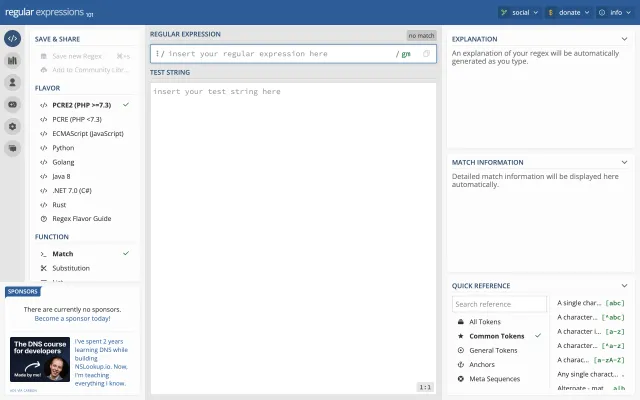 regular expressions 101
social
donate
info
SAVE & SHARE
Save new Regex ⌘+s
Add to Community Libr...
FLAVOR
</> PCRE2 (PHP >=7.3)
</> PCRE (PHP <7.3)
</> ECMAScript (JavaScript)
</> Python
</> Golang
</> Java 8
</> .NET 7.0 (C#)
</> Rust
Regex Flavor Guide
FUNCTION
>_ Match
Substitution
SPONSORS
There are currently no sponsors.
Become a sponsor today!
The DNS course
for developers
Made by me!
I've spent 2 years
learning DNS while
building
NSLookup.io. Now,
I'm teaching
everything I know.
ADS VIA CARBON
REGULAR EXPRESSION
no match
/ insert your regular expression here / gm
TEST STRING
insert your test string here
1:1
EXPLANATION
An explanation of your regex will be automatically
generated as you type.
MATCH INFORMATION
Detailed match information will be displayed here
automatically.
QUICK REFERENCE
Search reference
All Tokens
Common Tokens
General Tokens
Anchors
Meta Sequences
A single char... [abc]
A character... [^abc]
A character i... [a-z]
A character... [^a-z]
A charac... [a-zA-Z]
Any single charact... .
Alternate - mat... a|b